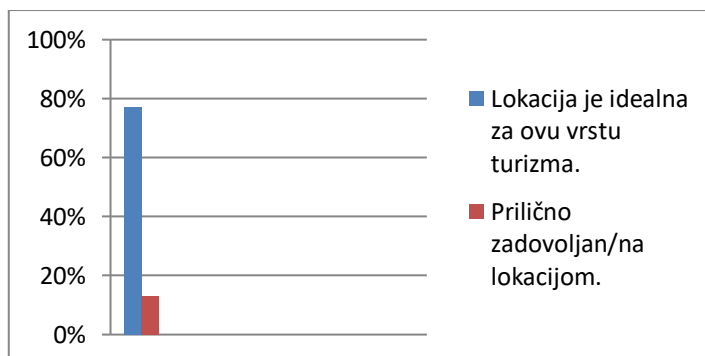 100%
80%
60%
40%
20%
0%
Lokacija je idealna
za ovu vrstu
turizma.
Prilično
zadovoljan/na
lokacijom.